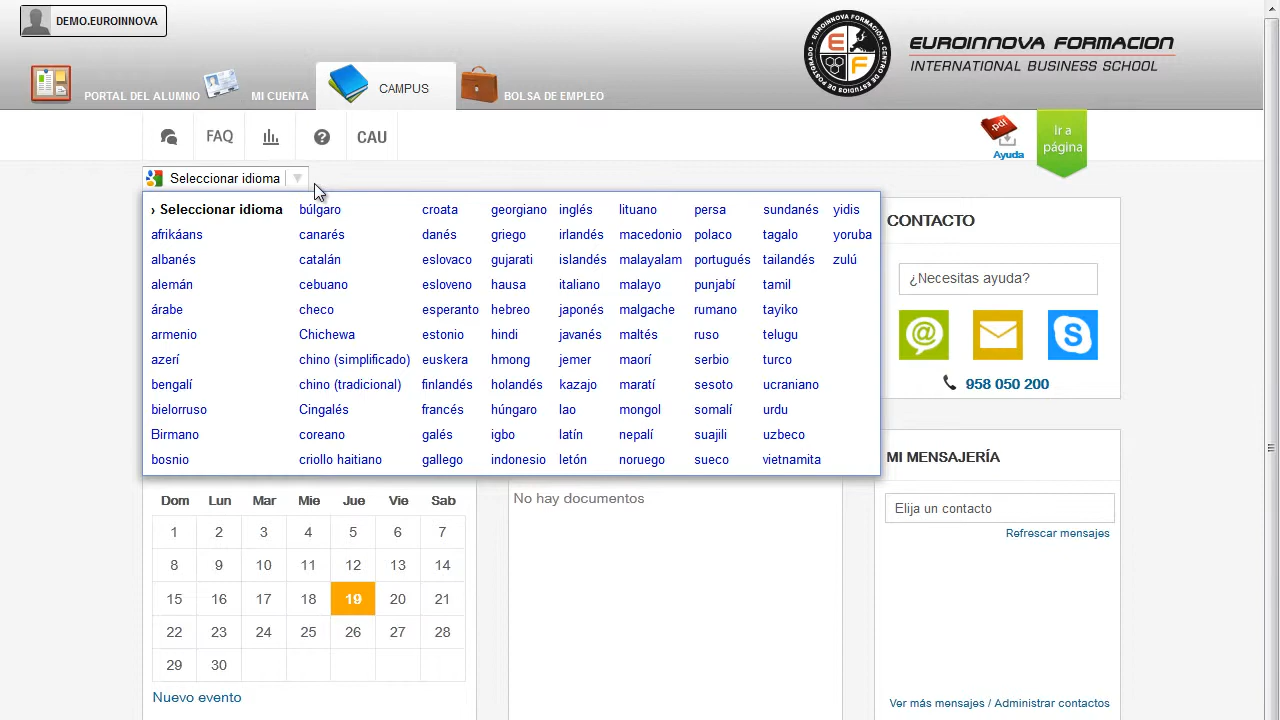 DEMO.EUROINNOVA
EUROINNOVA FORMACION
INTERNATIONAL BUSINESS SCHOOL
EUROINNOVA FORMACIÓN
CENTRO DE ESTUDIOS DE POSTGRADO
EF
PORTAL DEL ALUMNO
MI CUENTA
CAMPUS
BOLSA DE EMPLEO
FAQ
?
CAU
.pdf
Ayuda
Ir a
página
Seleccionar idioma
› Seleccionar idioma búlgaro croata georgiano inglés lituano persa sundanés yidis
afrikáans canarés danés griego irlandés macedonio polaco tagalo yoruba
albanés catalán eslovaco gujarati islandés malayalam portugués tailandés zulú
alemán cebuano esloveno hausa italiano malayo punjabí tamil
árabe checo esperanto hebreo japonés malgache rumano tayiko
armenio Chichewa estonio hindi javanés maltés ruso telugu
azerí chino (simplificado) euskera hmong jemer maorí serbio turco
bengalí chino (tradicional) finlandés holandés kazajo maratí sesoto ucraniano
bielorruso Cingalés francés húngaro lao mongol somalí urdu
Birmano coreano galés igbo latín nepalí suajili uzbeco
bosnio criollo haitiano gallego indonesio letón noruego sueco vietnamita
CONTACTO
¿Necesitas ayuda?
@
S
958 050 200
Dom Lun Mar Mie Jue Vie Sab
1 2 3 4 5 6 7
8 9 10 11 12 13 14
15 16 17 18 19 20 21
22 23 24 25 26 27 28
29 30
Nuevo evento
No hay documentos
MI MENSAJERÍA
Elija un contacto
Refrescar mensajes
Ver más mensajes / Administrar contactos